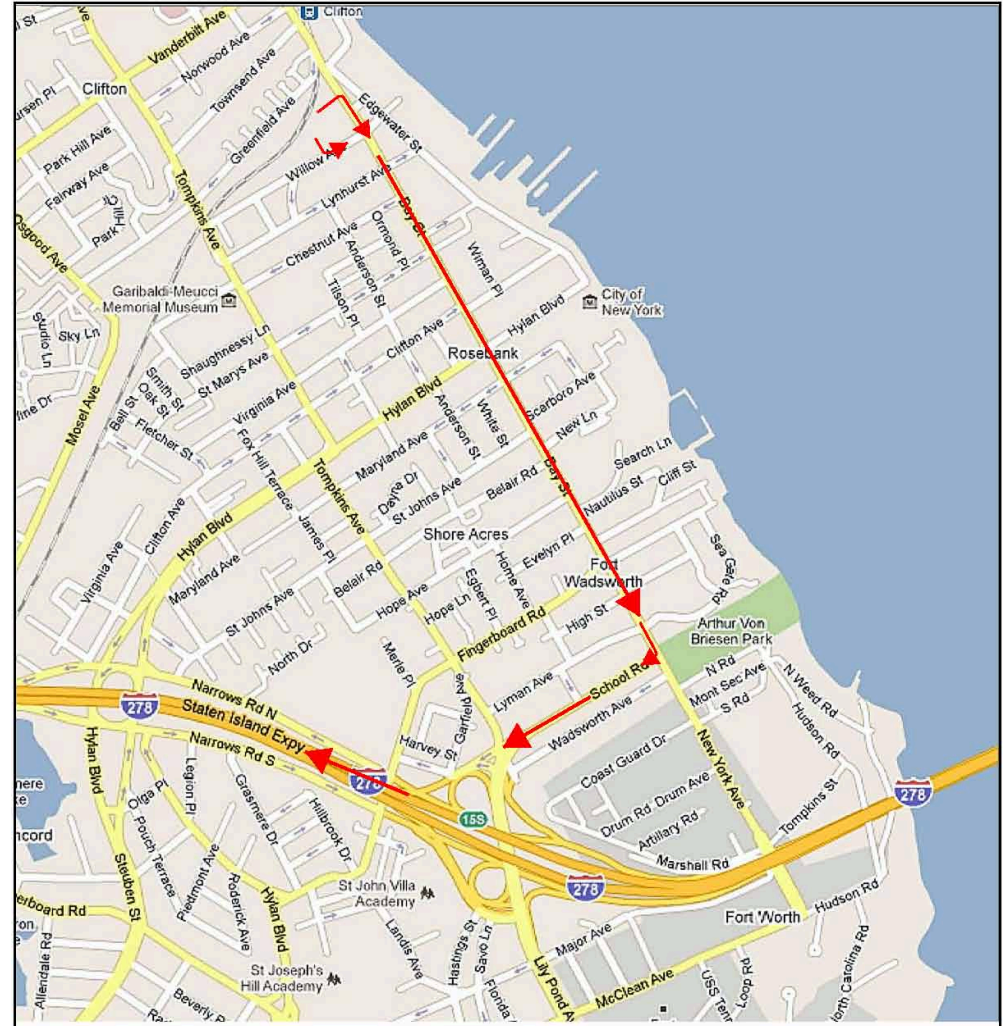 Clifton
Vanderbilt Ave
Norwood Ave
Townsend Ave
Clifton
Greenfield Ave
Edgewater St
Park Hill Ave
Fairway Ave
Willow
Lynhurst Ave
Tompkins Ave
Bay St
Park Hill
Osgood Ave
Chestnut Ave
Ormond Pl
Anderson St
Wiman Pl
Garibaldi-Meucci
Memorial Museum
City of
New York
Tilson Pl
Hylan Blvd
Studio Ln
Sky Ln
Shaughnessy Ln
Clifton Ave
Rosebank
St Marys Ave
Smith St
Oak St
Bell St
Virginia Ave
Hylan Blvd
Scarboro Ave
Mosel Ave
Anderson St
White St
New Ln
Fletcher St
Fox Hill Terrace
Maryland Ave
Search Ln
Tompkins Ave
Dayne Dr
Belair Rd
Bay St
Cliff St
Nautilus St
St Johns Ave
Clifton Ave
Hylan Blvd
James Pl
Shore Acres
Virginia Ave
Maryland Ave
Evelyn Pl
Sea Gate Rd
Belair Rd
Home Ave
Fort
Wadsworth
Egbert Pl
St Johns Ave
Hope Ave
Hope Ln
High St
Fingerboard Rd
Arthur Von
Briesen Park
North Dr
Merle Pl
School Rd
N Rd
N Weed Rd
Mont Sec Ave
S Rd
Lyman Ave
Narrows Rd N
Garfield Ave
278
Staten Island Expy
Wadsworth Ave
Hudson Rd
Narrows Rd S
Harvey St
New York Ave
Hylan Blvd
Coast Guard Dr
278
Legion Pl
Olga Pl
Grasmere Dr
Drum Rd
Drum Ave
Tompkins St
278
Hillbrook Dr
15S
Artillary Rd
Pouch Terrace
Marshall Rd
Steuben St
Piedmont Ave
278
St John Villa
Academy
Roderick Ave
Hylan Blvd
Fort Worth
Hudson Rd
Landis Ave
Hastings St
Savo Ln
Major Ave
Allendale Rd
St Joseph's
Hill Academy
McClean Ave
USS
Loop Rd
Beverly
Florida
Lily Pond